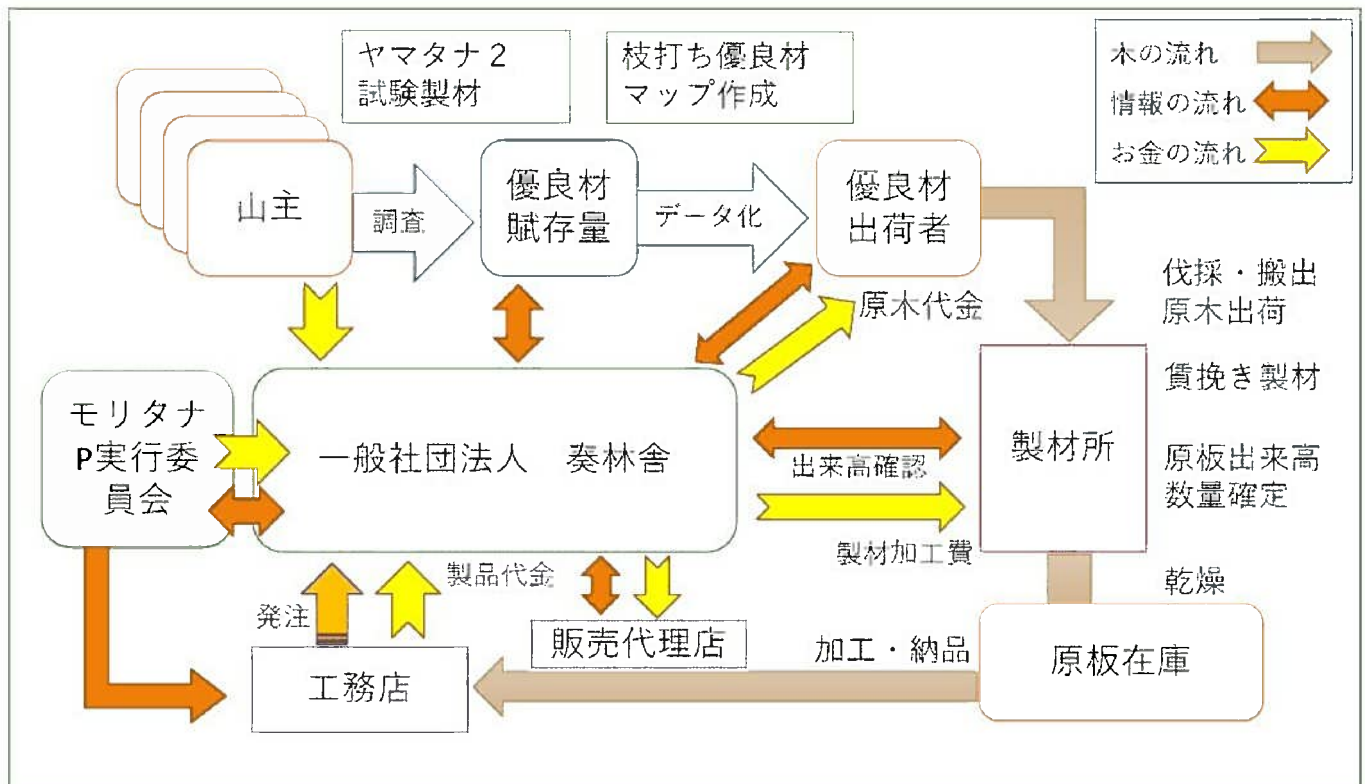 ヤマタナ2
試験製材
枝打ち優良材
マップ作成
木の流れ
情報の流れ
お金の流れ
山主
調査
優良材
賦存量
データ化
優良材
出荷者
原木代金
伐採・搬出
原木出荷
賃挽き製材
原板出来高
数量確定
モリタナ
P実行委
員会
一般社団法人 奏林舎
出来高確認
製材所
製材加工費
乾燥
発注
製品代金
販売代理店
加工・納品
原板在庫
工務店